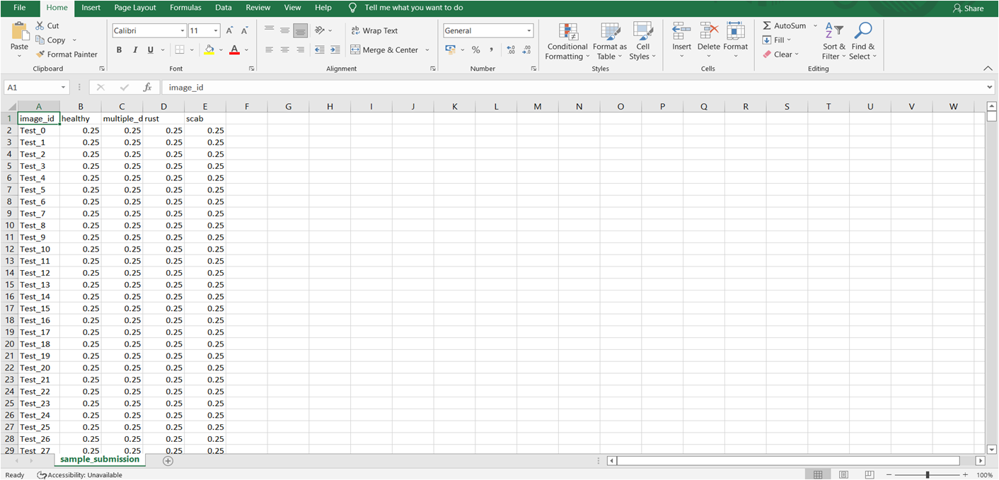 File Home Insert Page Layout Formulas Data Review View Help Tell me what you want to do Share
Cut Calibri 11 A A Wrap Text General AutoSum
Copy Fill
Paste Format Painter B I U A Merge & Center % , Conditional Formatting Format as Table Cell Styles Insert Delete Format Clear Sort & Filter Find & Select
Clipboard Font Alignment Number Styles Cells Editing
A1 fx image_id
A B C D E F G H I J K L M N O P Q R S T U V W
1 image_id healthy multiple_d rust scab
2 Test_0 0.25 0.25 0.25 0.25
3 Test_1 0.25 0.25 0.25 0.25
4 Test_2 0.25 0.25 0.25 0.25
5 Test_3 0.25 0.25 0.25 0.25
6 Test_4 0.25 0.25 0.25 0.25
7 Test_5 0.25 0.25 0.25 0.25
8 Test_6 0.25 0.25 0.25 0.25
9 Test_7 0.25 0.25 0.25 0.25
10 Test_8 0.25 0.25 0.25 0.25
11 Test_9 0.25 0.25 0.25 0.25
12 Test_10 0.25 0.25 0.25 0.25
13 Test_11 0.25 0.25 0.25 0.25
14 Test_12 0.25 0.25 0.25 0.25
15 Test_13 0.25 0.25 0.25 0.25
16 Test_14 0.25 0.25 0.25 0.25
17 Test_15 0.25 0.25 0.25 0.25
18 Test_16 0.25 0.25 0.25 0.25
19 Test_17 0.25 0.25 0.25 0.25
20 Test_18 0.25 0.25 0.25 0.25
21 Test_19 0.25 0.25 0.25 0.25
22 Test_20 0.25 0.25 0.25 0.25
23 Test_21 0.25 0.25 0.25 0.25
24 Test_22 0.25 0.25 0.25 0.25
25 Test_23 0.25 0.25 0.25 0.25
26 Test_24 0.25 0.25 0.25 0.25
27 Test_25 0.25 0.25 0.25 0.25
28 Test_26 0.25 0.25 0.25 0.25
29 Test_27 0.25 0.25 0.25 0.25
sample_submission
Ready Accessibility: Unavailable 100%